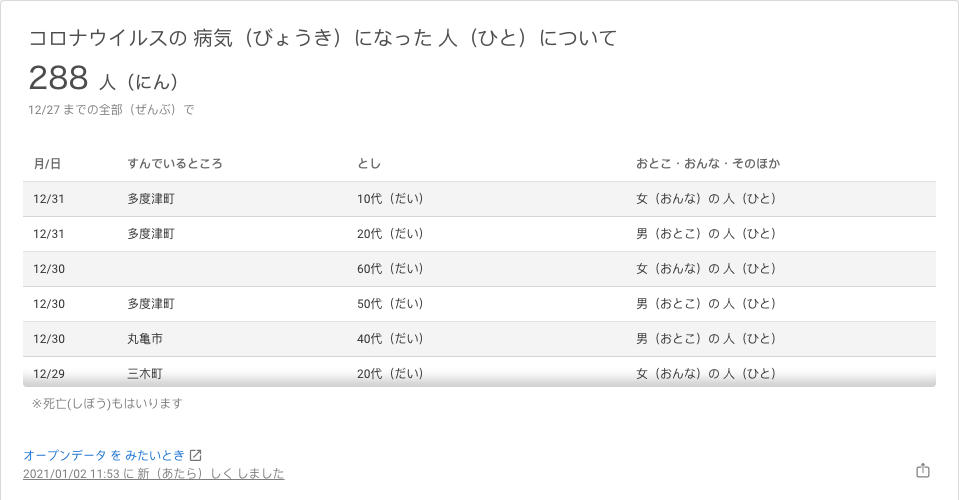 コロナウイルスの 病気（びょうき）になった 人（ひと）について
288 人（にん）
12/27 までの全部（ぜんぶ）で
月/日 すんでいるところ とし おとこ・おんな・そのほか
12/31 多度津町 10代（だい） 女（おんな）の 人（ひと）
12/31 多度津町 20代（だい） 男（おとこ）の 人（ひと）
12/30 60代（だい） 女（おんな）の 人（ひと）
12/30 多度津町 50代（だい） 男（おとこ）の 人（ひと）
12/30 丸亀市 40代（だい） 男（おとこ）の 人（ひと）
12/29 三木町 20代（だい） 女（おんな）の 人（ひと）
※死亡(しぼう)もはいります
オープンデータ を みたいとき
2021/01/02 11:53 に 新（あたら）しく しました